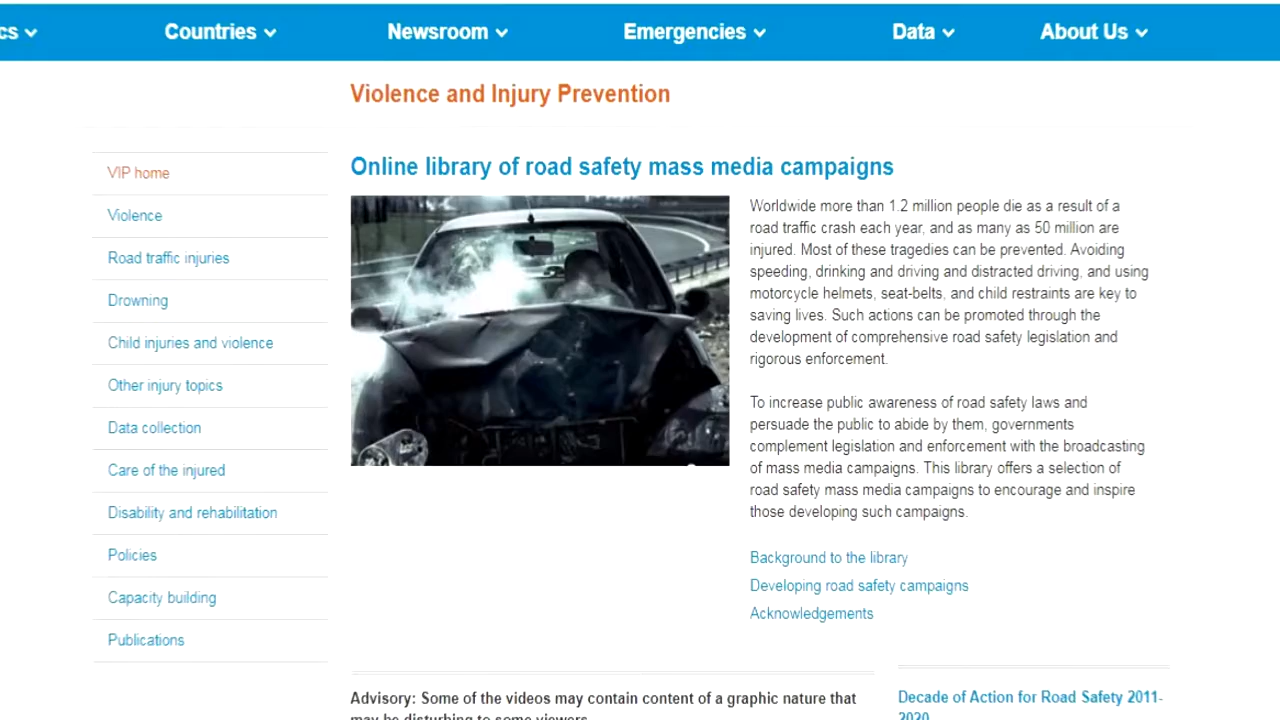 cs
Countries
Newsroom
Emergencies
Data
About Us
Violence and Injury Prevention
VIP home
Violence
Road traffic injuries
Drowning
Child injuries and violence
Other injury topics
Data collection
Care of the injured
Disability and rehabilitation
Policies
Capacity building
Publications
Online library of road safety mass media campaigns
Worldwide more than 1.2 million people die as a result of a
road traffic crash each year, and as many as 50 million are
injured. Most of these tragedies can be prevented. Avoiding
speeding, drinking and driving and distracted driving, and using
motorcycle helmets, seat-belts, and child restraints are key to
saving lives. Such actions can be promoted through the
development of comprehensive road safety legislation and
rigorous enforcement.
To increase public awareness of road safety laws and
persuade the public to abide by them, governments
complement legislation and enforcement with the broadcasting
of mass media campaigns. This library offers a selection of
road safety mass media campaigns to encourage and inspire
those developing such campaigns.
Background to the library
Developing road safety campaigns
Acknowledgements
Advisory: Some of the videos may contain content of a graphic nature that
may be disturbing to some viewers
Decade of Action for Road Safety 2011-
2020